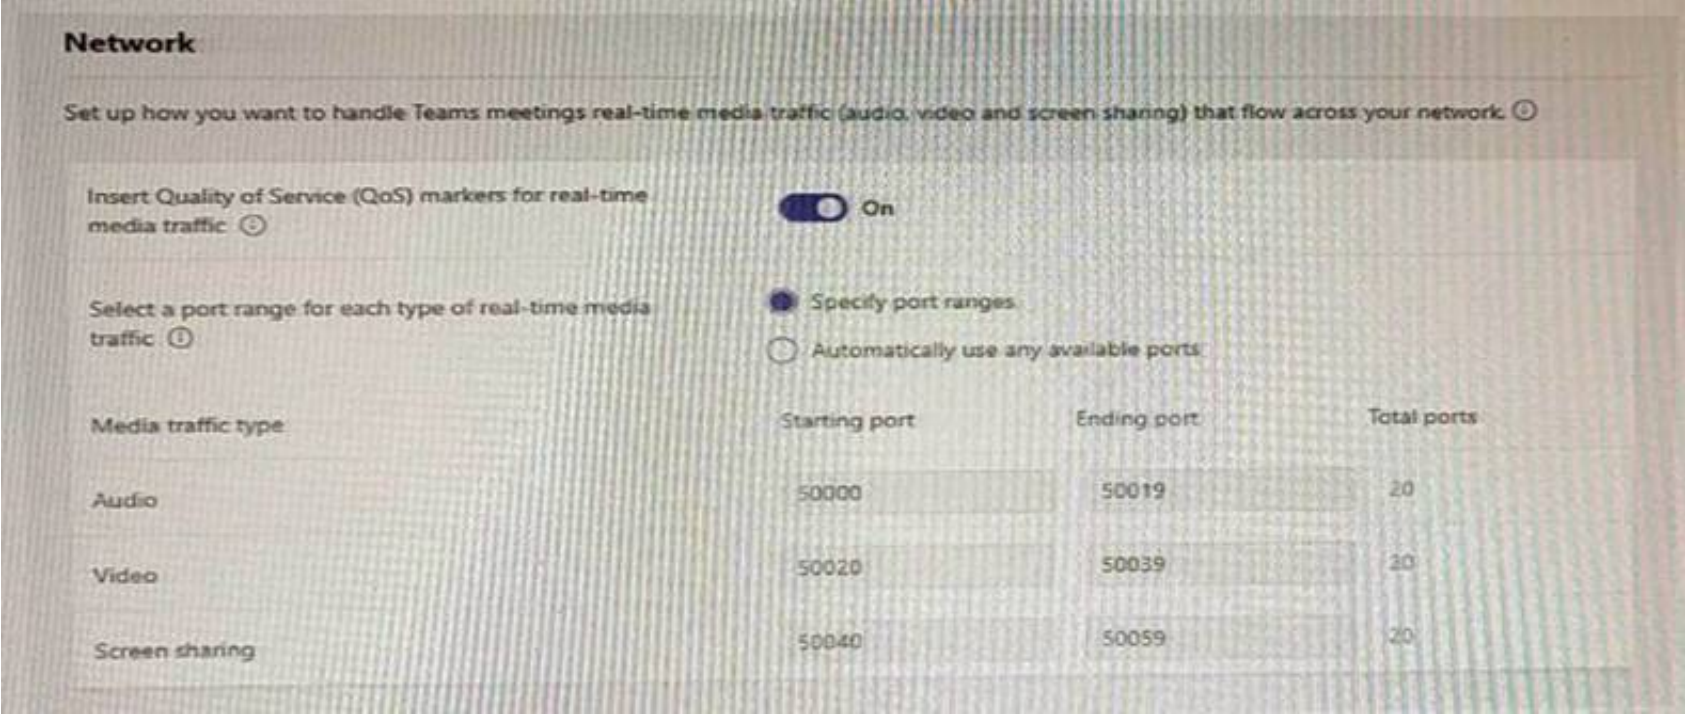 Network
Set up how you want to handle Teams meetings real-time media traffic (audio, video and screen sharing) that flow across your network.
Insert Quality of Service (QoS) markers for real-time
media traffic
On
Select a port range for each type of real-time media
traffic
Specify port ranges
Automatically use any available ports
Media traffic type Starting port Ending port Total ports
Audio 50000 50019 20
Video 50020 50039 20
Screen sharing 50040 50059 20